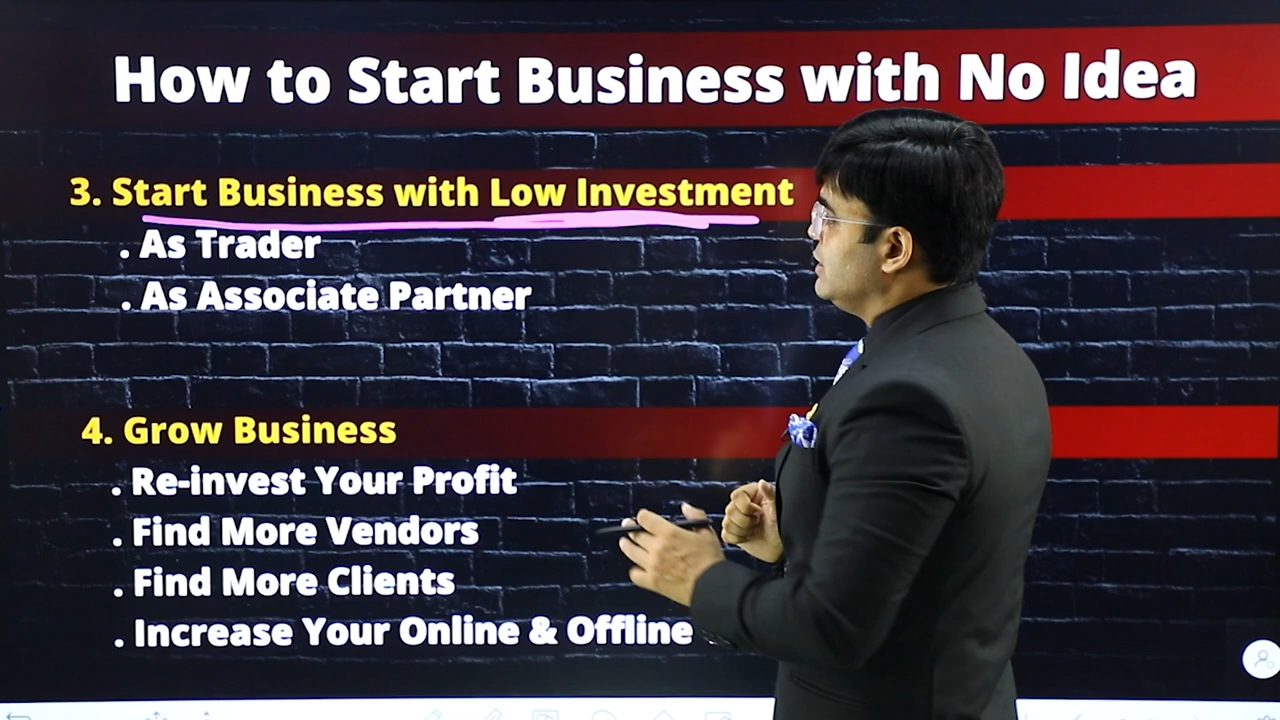 How to Start Business with No Idea
3. Start Business with Low Investment
. As Trader
. As Associate Partner
4. Grow Business
. Re-invest Your Profit
. Find More Vendors
. Find More Clients
. Increase Your Online & Offline